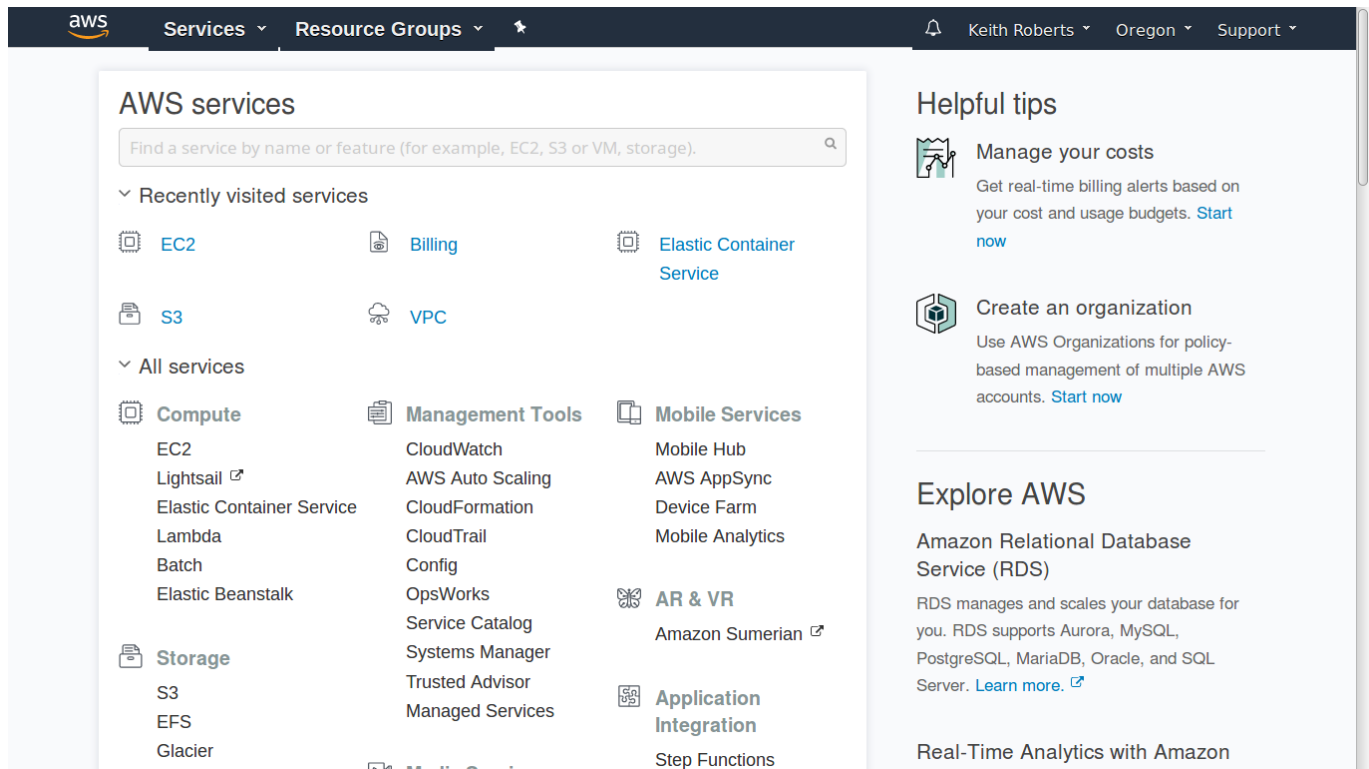 aws
Services
Resource Groups
Keith Roberts
Oregon
Support
AWS services
Find a service by name or feature (for example, EC2, S3 or VM, storage).
Recently visited services
EC2
Billing
Elastic Container
Service
S3
VPC
All services
Compute
EC2
Lightsail
Elastic Container Service
Lambda
Batch
Elastic Beanstalk
Storage
S3
EFS
Glacier
Management Tools
CloudWatch
AWS Auto Scaling
CloudFormation
CloudTrail
Config
OpsWorks
Service Catalog
Systems Manager
Trusted Advisor
Managed Services
Mobile Services
Mobile Hub
AWS AppSync
Device Farm
Mobile Analytics
AR & VR
Amazon Sumerian
Application
Integration
Step Functions
Helpful tips
Manage your costs
Get real-time billing alerts based on
your cost and usage budgets. Start
now
Create an organization
Use AWS Organizations for policy-
based management of multiple AWS
accounts. Start now
Explore AWS
Amazon Relational Database
Service (RDS)
RDS manages and scales your database for
you. RDS supports Aurora, MySQL,
PostgreSQL, MariaDB, Oracle, and SQL
Server. Learn more.
Real-Time Analytics with Amazon